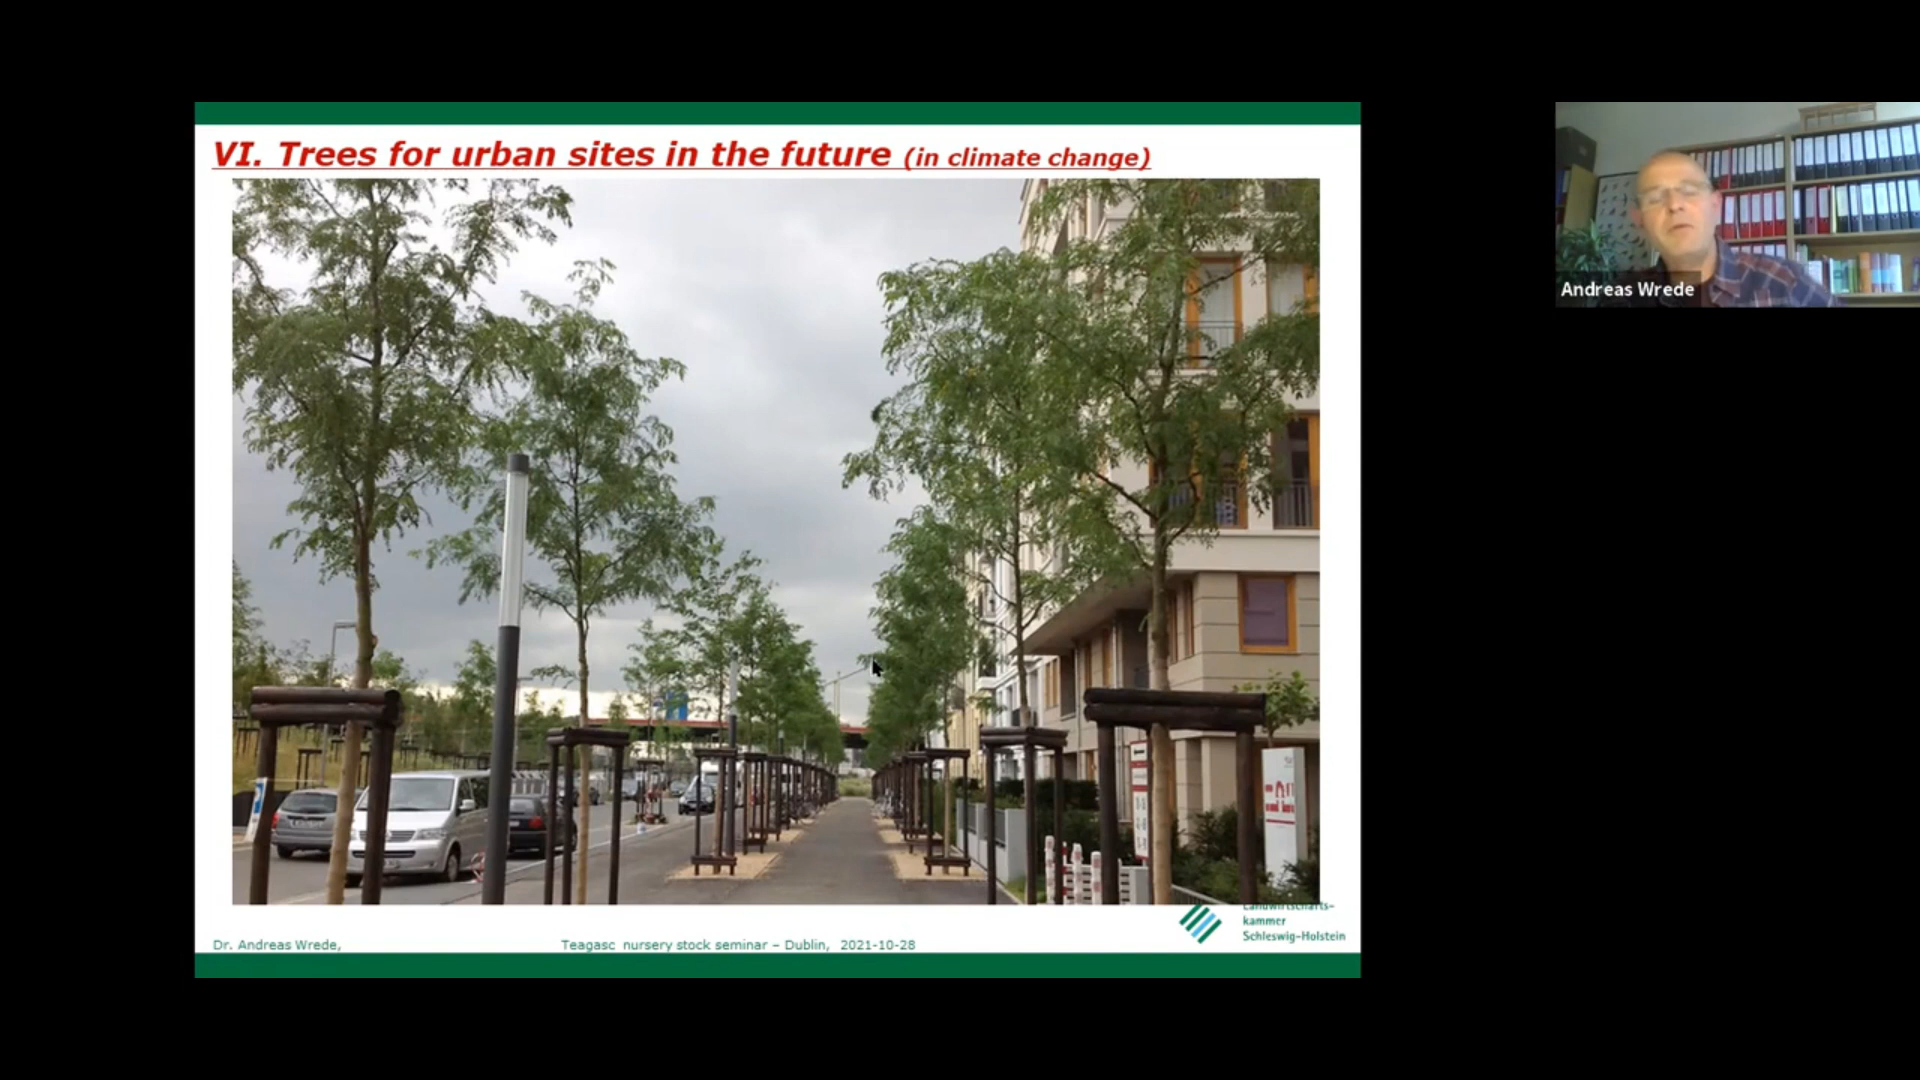 VI. Trees for urban sites in the future (in climate change)
Andreas Wrede
Landwirtschafts-
kammer
Schleswig-Holstein
Dr. Andreas Wrede,
Teagasc nursery stock seminar – Dublin, 2021-10-28